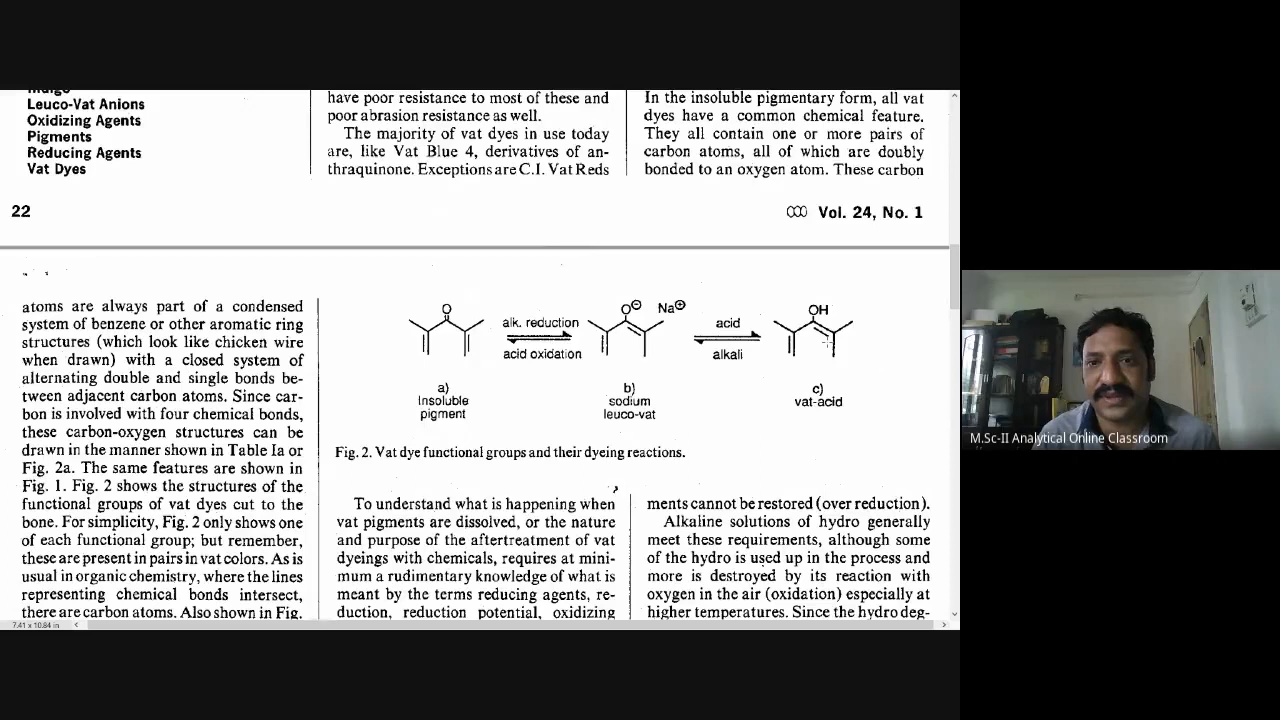 Indigo
Leuco-Vat Anions
Oxidizing Agents
Pigments
Reducing Agents
Vat Dyes
have poor resistance to most of these and
poor abrasion resistance as well.
The majority of vat dyes in use today
are, like Vat Blue 4, derivatives of an-
thraquinone. Exceptions are C.I. Vat Reds
In the insoluble pigmentary form, all vat
dyes have a common chemical feature.
They all contain one or more pairs of
carbon atoms, all of which are doubly
bonded to an oxygen atom. These carbon
22
Vol. 24, No. 1
atoms are always part of a condensed
system of benzene or other aromatic ring
structures (which look like chicken wire
when drawn) with a closed system of
alternating double and single bonds be-
tween adjacent carbon atoms. Since car-
bon is involved with four chemical bonds,
these carbon-oxygen structures can be
drawn in the manner shown in Table Ia or
Fig. 2a. The same features are shown in
Fig. 1. Fig. 2 shows the structures of the
functional groups of vat dyes cut to the
bone. For simplicity, Fig. 2 only shows one
of each functional group; but remember,
these are present in pairs in vat colors. As is
usual in organic chemistry, where the lines
representing chemical bonds intersect,
there are carbon atoms. Also shown in Fig.
O
alk. reduction
acid oxidation
O⊖ Na⊕
acid
alkali
OH
a)
Insoluble
pigment
b)
sodium
leuco-vat
c)
vat-acid
Fig. 2. Vat dye functional groups and their dyeing reactions.
To understand what is happening when
vat pigments are dissolved, or the nature
and purpose of the aftertreatment of vat
dyeings with chemicals, requires at mini-
mum a rudimentary knowledge of what is
meant by the terms reducing agents, re-
duction, reduction potential, oxidizing
ments cannot be restored (over reduction).
Alkaline solutions of hydro generally
meet these requirements, although some
of the hydro is used up in the process and
more is destroyed by its reaction with
oxygen in the air (oxidation) especially at
higher temperatures. Since the hydro deg-
7.41 x 10.84 in
M.Sc-II Analytical Online Classroom